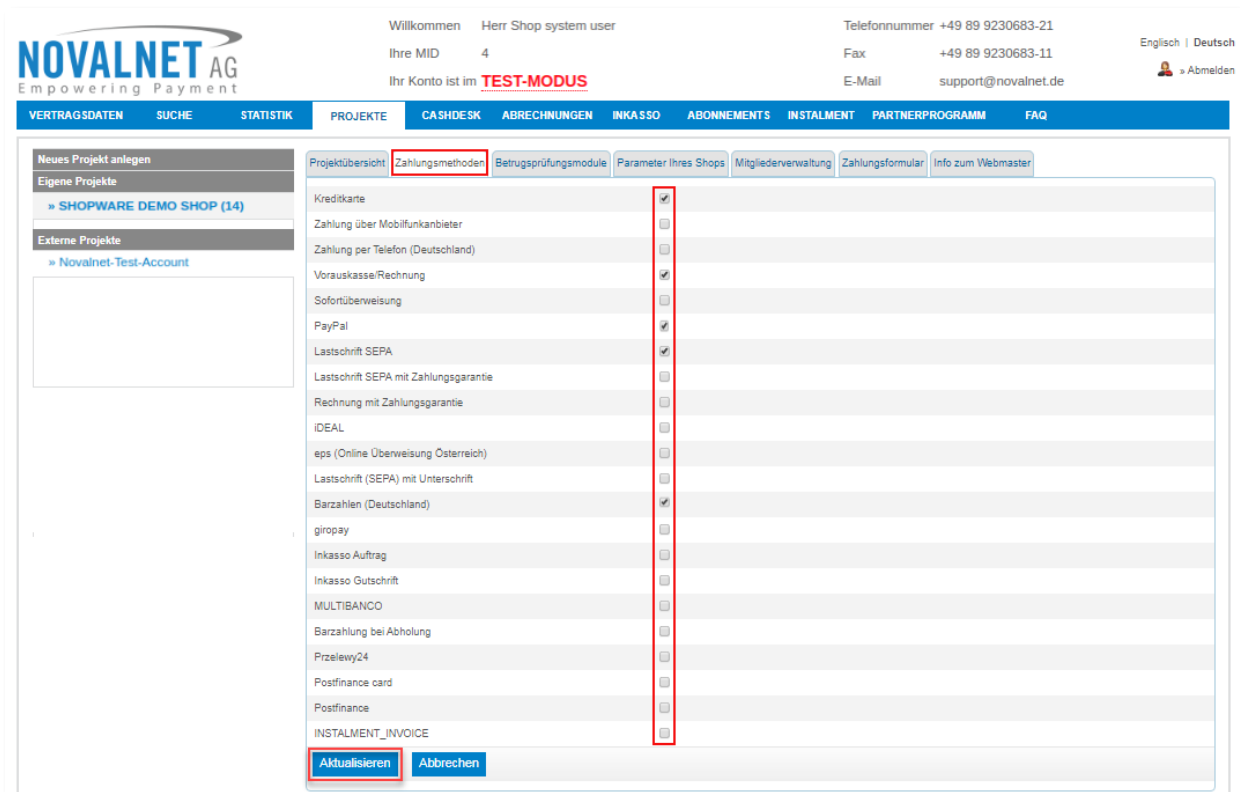 NOVALNET AG
Empowering Payment
Willkommen Herr Shop system user
Ihre MID 4
Ihr Konto ist im TEST-MODUS
Telefonnummer +49 89 9230683-21
Fax +49 89 9230683-11
E-Mail support@novalnet.de
Englisch | Deutsch
» Abmelden
VERTRAGSDATEN SUCHE STATISTIK PROJEKTE CASHDESK ABRECHNUNGEN INKASSO ABONNEMENTS INSTALMENT PARTNERPROGRAMM FAQ
Neues Projekt anlegen
Eigene Projekte
» SHOPWARE DEMO SHOP (14)
Externe Projekte
» Novalnet-Test-Account
Projektübersicht Zahlungsmethoden Betrugsprüfungsmodule Parameter Ihres Shops Mitgliederverwaltung Zahlungsformular Info zum Webmaster
Kreditkarte
Zahlung über Mobilfunkanbieter
Zahlung per Telefon (Deutschland)
Vorauskasse/Rechnung
Sofortüberweisung
PayPal
Lastschrift SEPA
Lastschrift SEPA mit Zahlungsgarantie
Rechnung mit Zahlungsgarantie
iDEAL
eps (Online Überweisung Österreich)
Lastschrift (SEPA) mit Unterschrift
Barzahlen (Deutschland)
giropay
Inkasso Auftrag
Inkasso Gutschrift
MULTIBANCO
Barzahlung bei Abholung
Przelewy24
Postfinance card
Postfinance
INSTALMENT_INVOICE
Aktualisieren Abbrechen